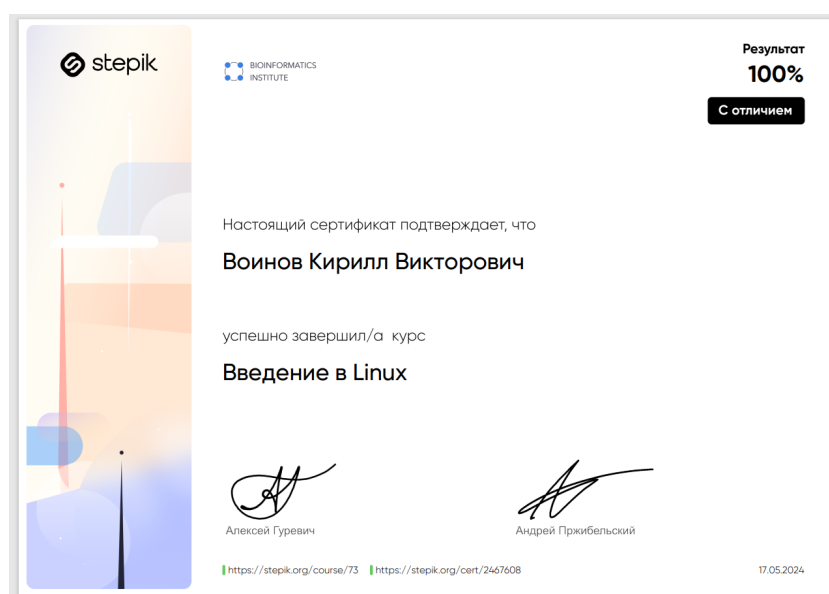 stepik
BIOINFORMATICS
INSTITUTE
Результат
100%
С отличием
Настоящий сертификат подтверждает, что
Воинов Кирилл Викторович
успешно завершил/а курс
Введение в Linux
Алексей Гуревич
Андрей Пржибельский
https://stepik.org/course/73 https://stepik.org/cert/2467608
17.05.2024